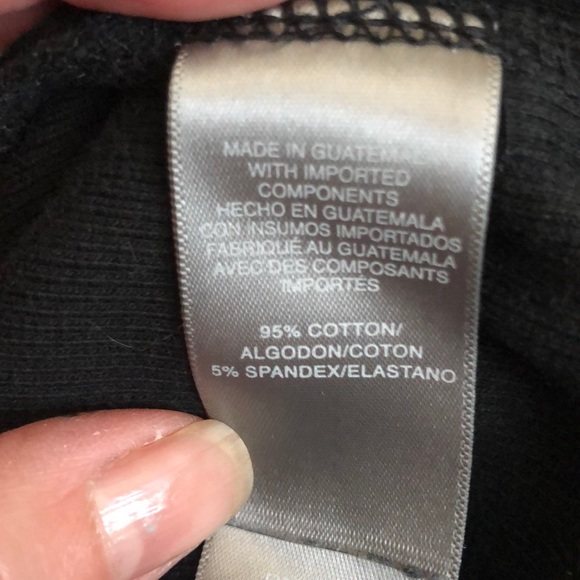 MADE IN GUATEMALA
WITH IMPORTED
COMPONENTS
HECHO EN GUATEMALA
CON INSUMOS IMPORTADOS
FABRIQUÉ AU GUATEMALA
AVEC DES COMPOSANTS
IMPORTÉS
95% COTTON/
ALGODON/COTON
5% SPANDEX/ELASTANO